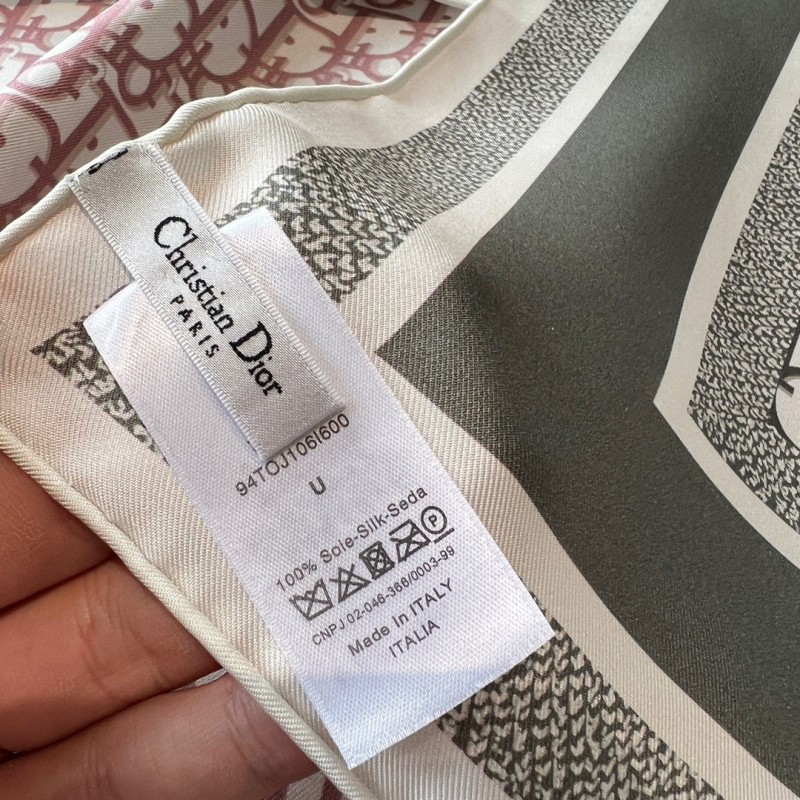 Christian Dior
PARIS
94TOJ106I600
U
100% Soie-Silk-Seda
P
CNPJ 02-046-366/0003-99
Made In ITALY
ITALIA